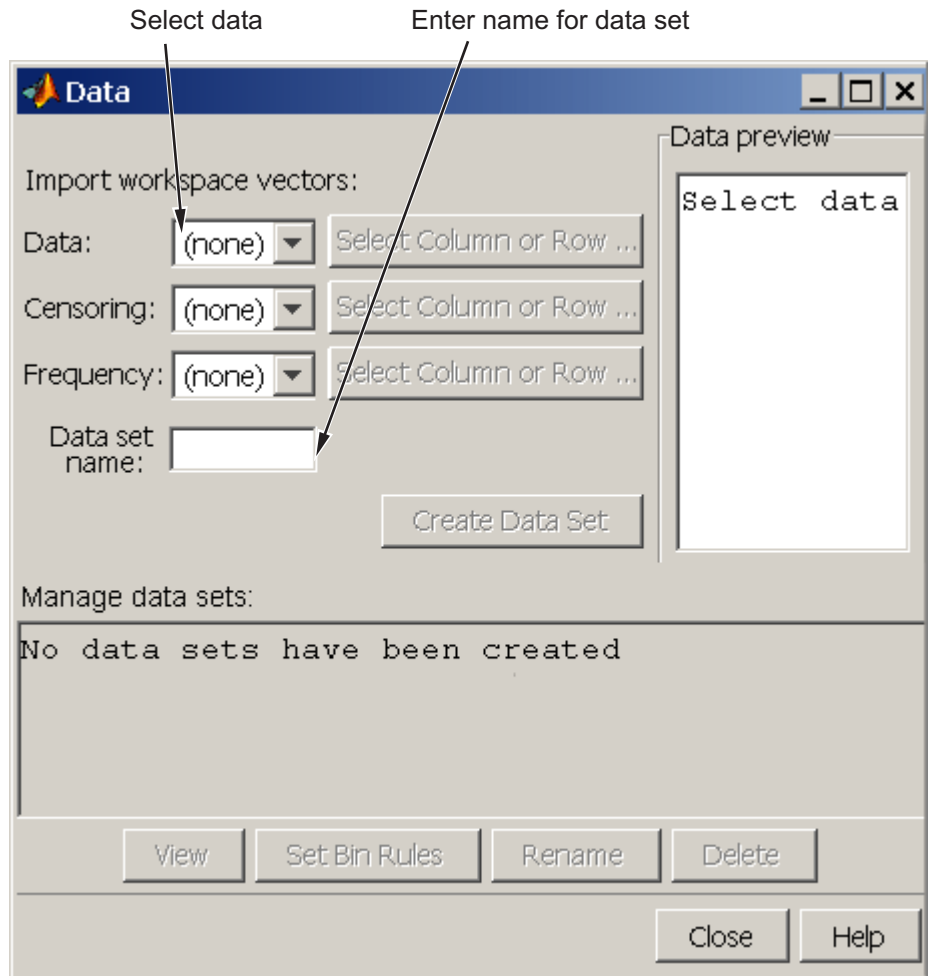 Select data Enter name for data set
Data
Data preview
Import workspace vectors:
Select data
Data: (none) Select Column or Row ...
Censoring: (none) Select Column or Row ...
Frequency: (none) Select Column or Row ...
Data set
name:
Create Data Set
Manage data sets:
No data sets have been created
View Set Bin Rules Rename Delete
Close Help